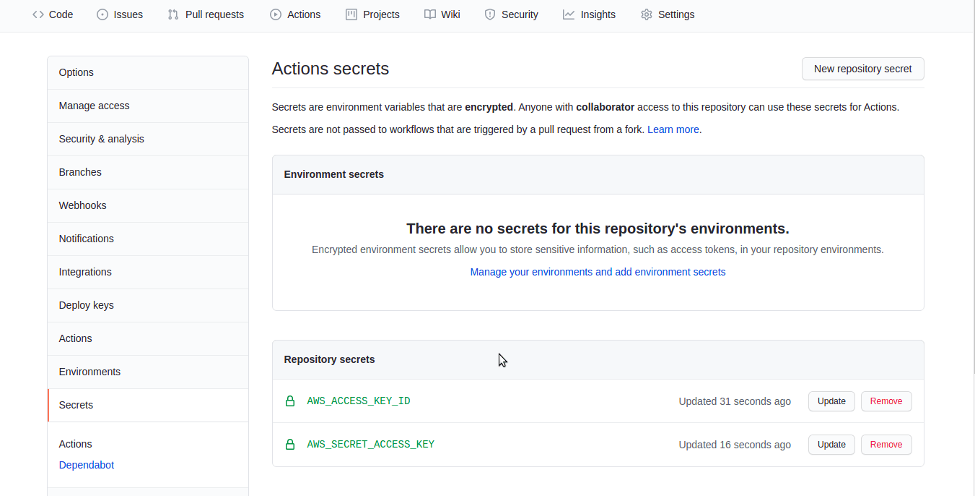 Code Issues Pull requests Actions Projects Wiki Security Insights Settings
Options
Manage access
Security & analysis
Branches
Webhooks
Notifications
Integrations
Deploy keys
Actions
Environments
Secrets
Actions
Dependabot
Actions secrets
New repository secret
Secrets are environment variables that are encrypted. Anyone with collaborator access to this repository can use these secrets for Actions.
Secrets are not passed to workflows that are triggered by a pull request from a fork. Learn more.
Environment secrets
There are no secrets for this repository's environments.
Encrypted environment secrets allow you to store sensitive information, such as access tokens, in your repository environments.
Manage your environments and add environment secrets
Repository secrets
AWS_ACCESS_KEY_ID Updated 31 seconds ago Update Remove
AWS_SECRET_ACCESS_KEY Updated 16 seconds ago Update Remove